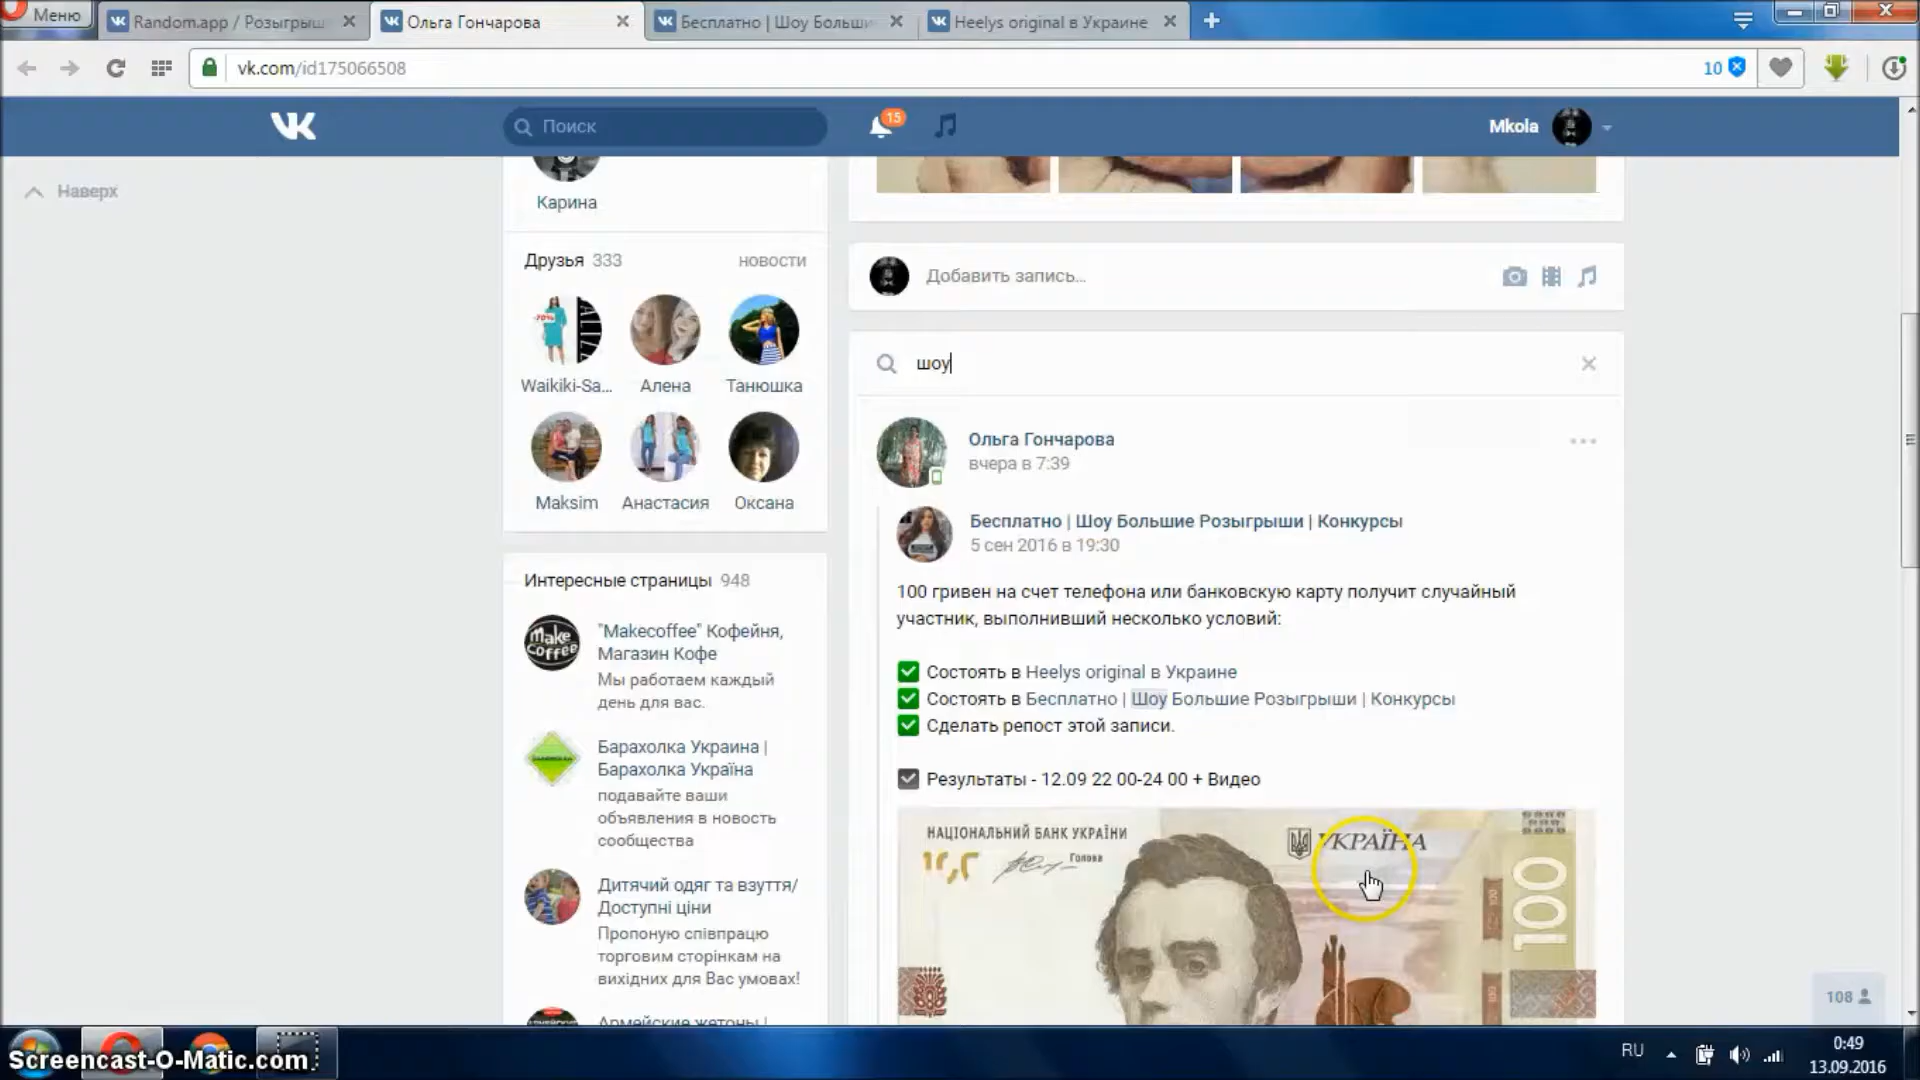 Меню
Random.app / Розыгрыш
Ольга Гончарова
Бесплатно | Шоу Больши
Heelys original в Украине
vk.com/id175066508
10
Поиск
15
Mkola
Наверх
Карина
Друзья 333
новости
Waikiki-Sa...
Алена
Танюшка
Maksim
Анастасия
Оксана
Интересные страницы 948
make coffee
"Makecoffee" Кофейня,
Магазин Кофе
Мы работаем каждый
день для вас.
Барахолка Украина |
Барахолка Україна
подавайте ваши
объявления в новость
сообщества
Дитячий одяг та взуття/
Доступні ціни
Пропоную співпрацю
торговим сторінкам на
вихідних для Вас умовах!
Армейские жетоны |
Добавить запись...
шоу
Ольга Гончарова
вчера в 7:39
Бесплатно | Шоу Большие Розыгрыши | Конкурсы
5 сен 2016 в 19:30
100 гривен на счет телефона или банковскую карту получит случайный
участник, выполнивший несколько условий:
Состоять в Heelys original в Украине
Состоять в Бесплатно | Шоу Большие Розыгрыши | Конкурсы
Сделать репост этой записи.
Результаты - 12.09 22 00-24 00 + Видео
НАЦІОНАЛЬНИЙ БАНК УКРАЇНИ
Голова
УКРАЇНА
100
108
Screencast-O-Matic.com
RU
0:49
13.09.2016